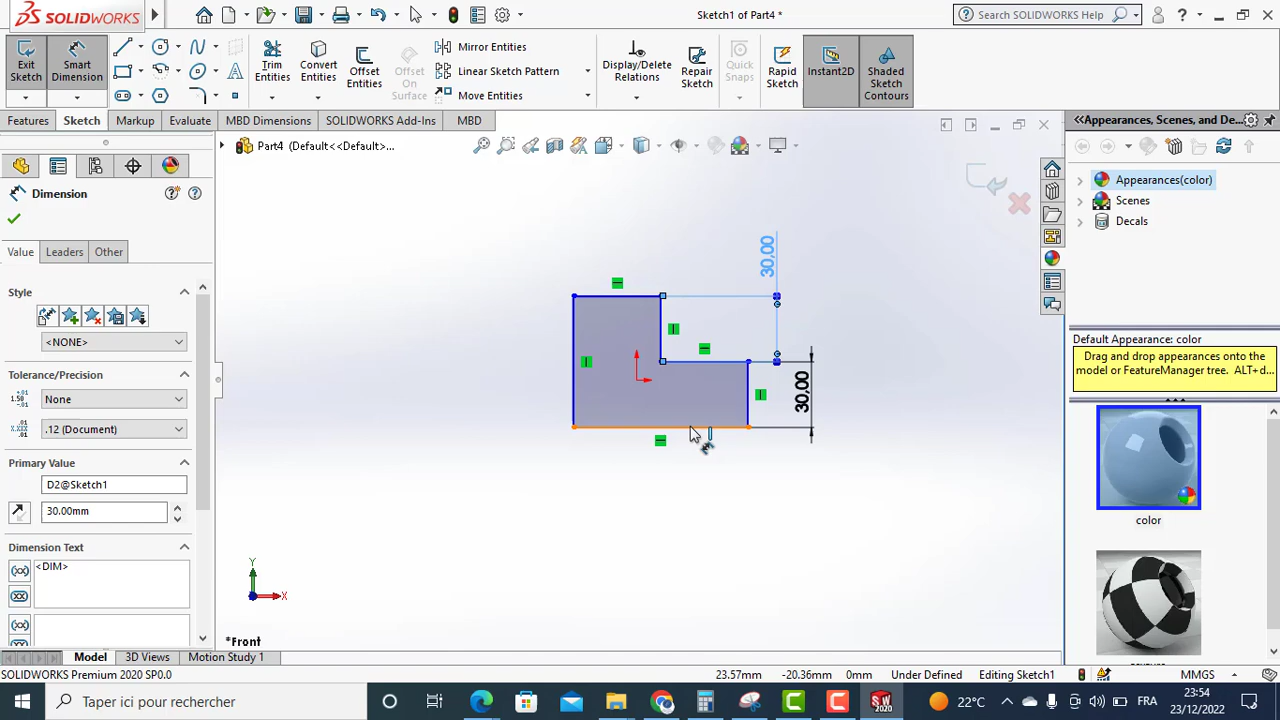 SOLIDWORKS
Sketch1 of Part4 *
Search SOLIDWORKS Help
Exit Sketch
Smart Dimension
Trim Entities
Convert Entities
Offset Entities
Offset On Surface
Mirror Entities
Linear Sketch Pattern
Move Entities
Display/Delete Relations
Repair Sketch
Quick Snaps
Rapid Sketch
Instant2D
Shaded Sketch Contours
Features
Sketch
Markup
Evaluate
MBD Dimensions
SOLIDWORKS Add-Ins
MBD
Part4 (Default<<Default>...
Appearances, Scenes, and De...
Dimension
Value
Leaders
Other
Style
<NONE>
Tolerance/Precision
None
.12 (Document)
Primary Value
D2@Sketch1
30.00mm
Dimension Text
<DIM>
30,00
30,00
Y
X
*Front
Appearances(color)
Scenes
Decals
Default Appearance: color
Drag and drop appearances onto the
model or FeatureManager tree. ALT+d...
color
Model
3D Views
Motion Study 1
SOLIDWORKS Premium 2020 SP0.0
23.57mm
-20.36mm
0mm
Under Defined
Editing Sketch1
MMGS
Taper ici pour rechercher
SW
2020
22°C
FRA
23:54
23/12/2022